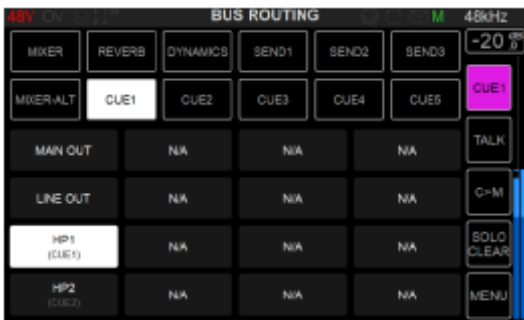 48V OV BUS ROUTING M 48kHz
MIXER REVERB DYNAMICS SEND1 SEND2 SEND3 -20
MIXER-ALT CUE1 CUE2 CUE3 CUE4 CUE5 CUE1
MAIN OUT N/A N/A N/A TALK
LINE OUT N/A N/A N/A C>M
HP1 N/A N/A N/A SOLO
(CUE1) CLEAR
HP2 N/A N/A N/A MENU
(CUE2)